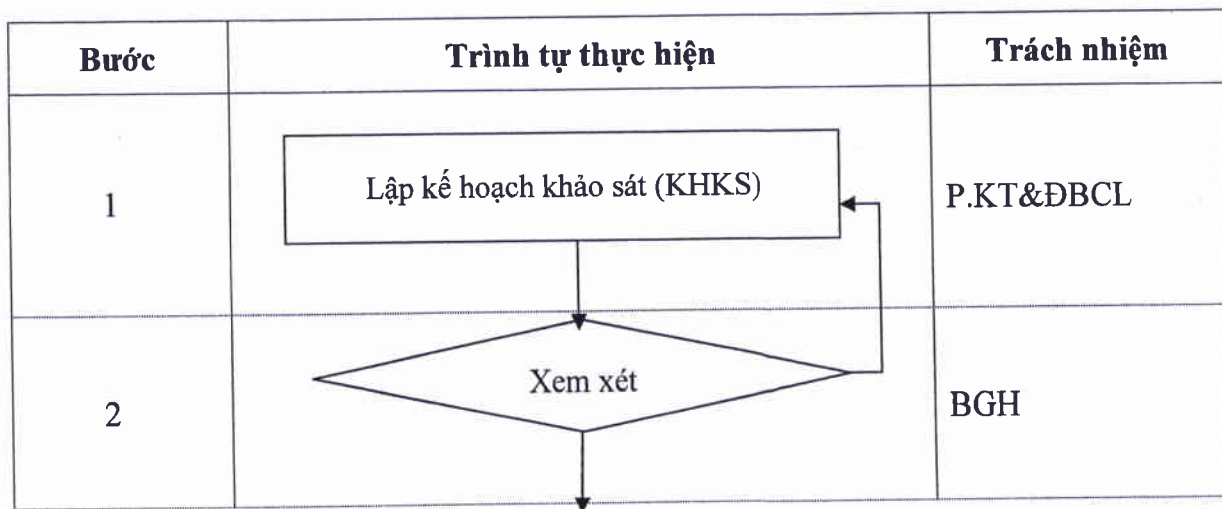 Bước Trình tự thực hiện Trách nhiệm
1 Lập kế hoạch khảo sát (KHKS) P.KT&ĐBCL
2 Xem xét BGH